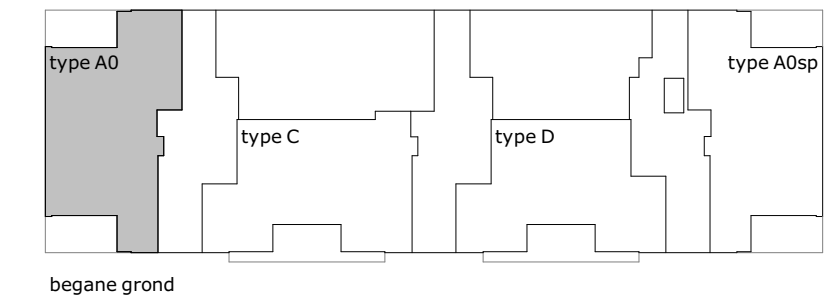 type A0
type A0sp
type C
type D
begane grond